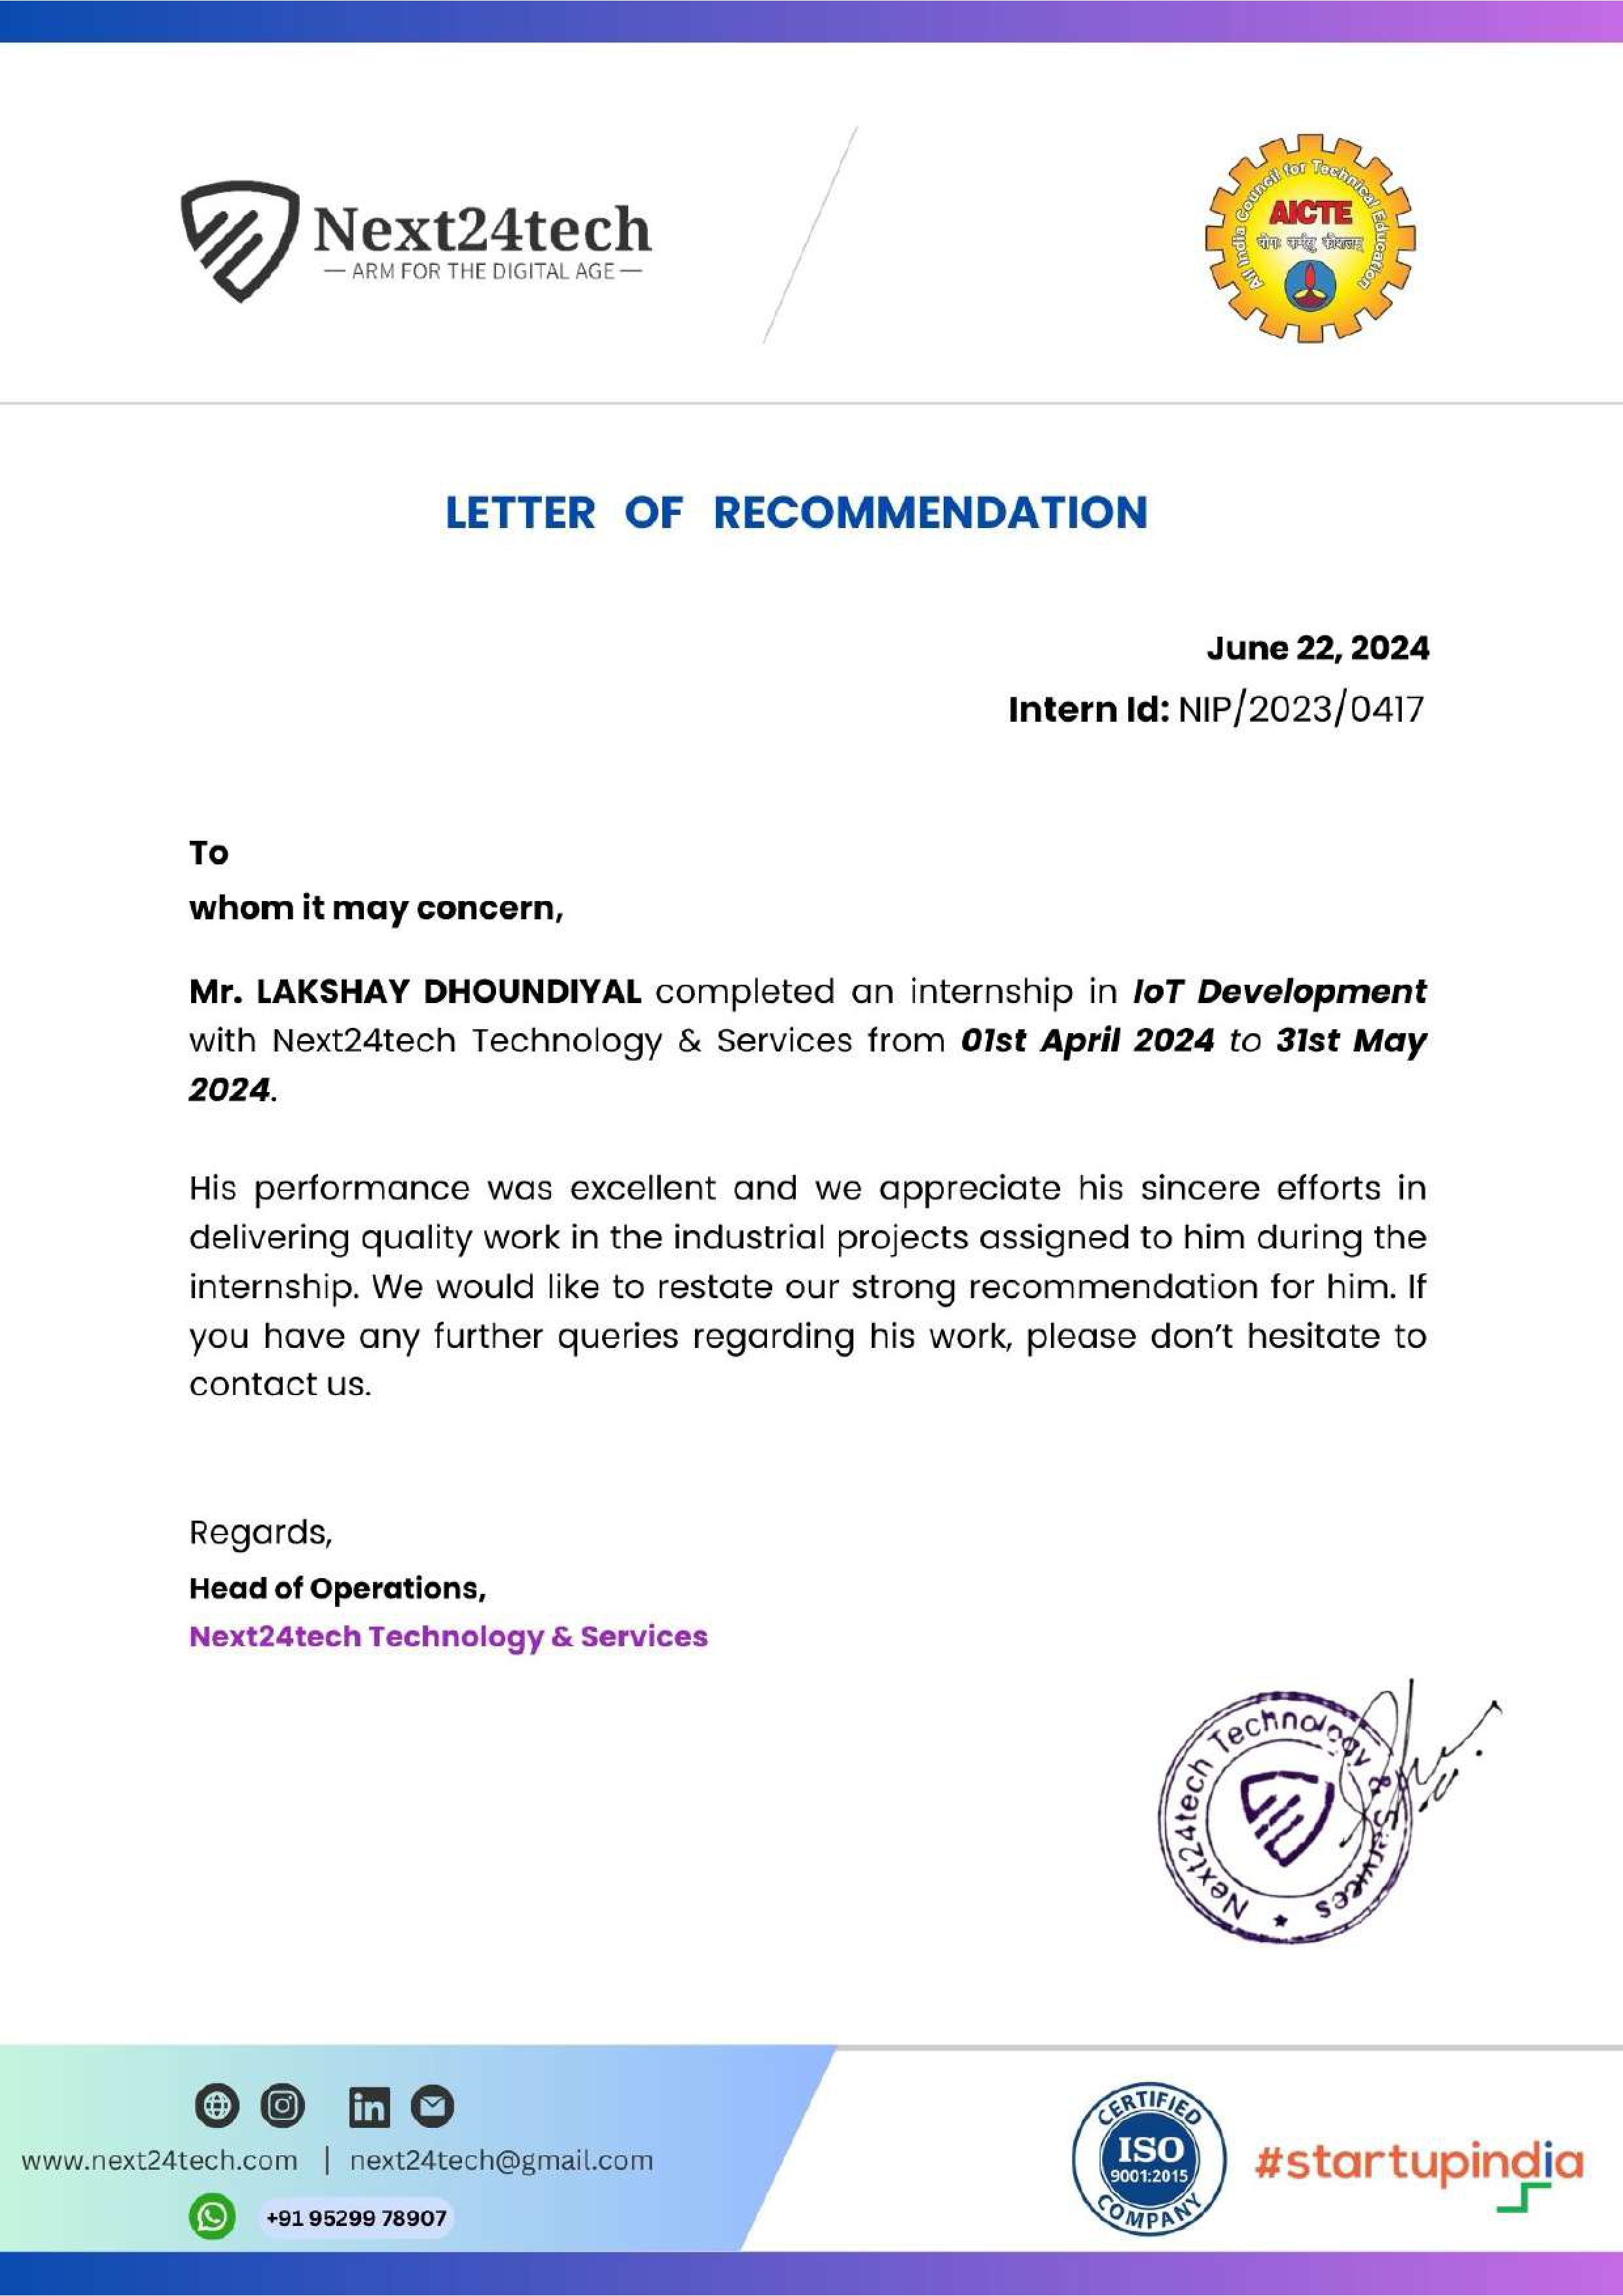 Next24tech
— ARM FOR THE DIGITAL AGE —
All India Council for Technical Education
AICTE
योगः कर्मसु कौशलम्
LETTER OF RECOMMENDATION
June 22, 2024
Intern Id: NIP/2023/0417
To
whom it may concern,
Mr. LAKSHAY DHOUNDIYAL completed an internship in IoT Development
with Next24tech Technology & Services from 01st April 2024 to 31st May
2024.
His performance was excellent and we appreciate his sincere efforts in
delivering quality work in the industrial projects assigned to him during the
internship. We would like to restate our strong recommendation for him. If
you have any further queries regarding his work, please don't hesitate to
contact us.
Regards,
Head of Operations,
Next24tech Technology & Services
Next24tech Technology & Services
www.next24tech.com | next24tech@gmail.com
+91 95299 78907
CERTIFIED
ISO
9001:2015
COMPANY
#startupindia